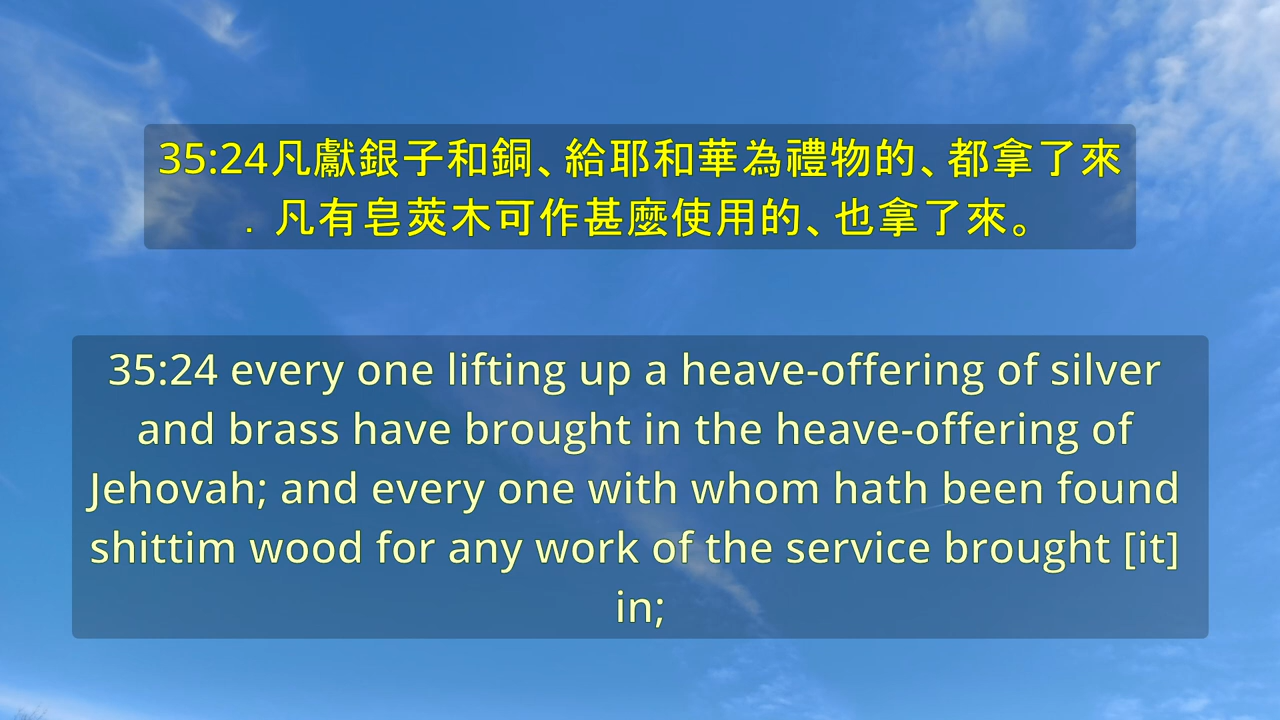 35:24凡獻銀子和銅、給耶和華為禮物的、都拿了來
．凡有皂莢木可作甚麼使用的、也拿了來。
35:24 every one lifting up a heave-offering of silver
and brass have brought in the heave-offering of
Jehovah; and every one with whom hath been found
shittim wood for any work of the service brought [it]
in;